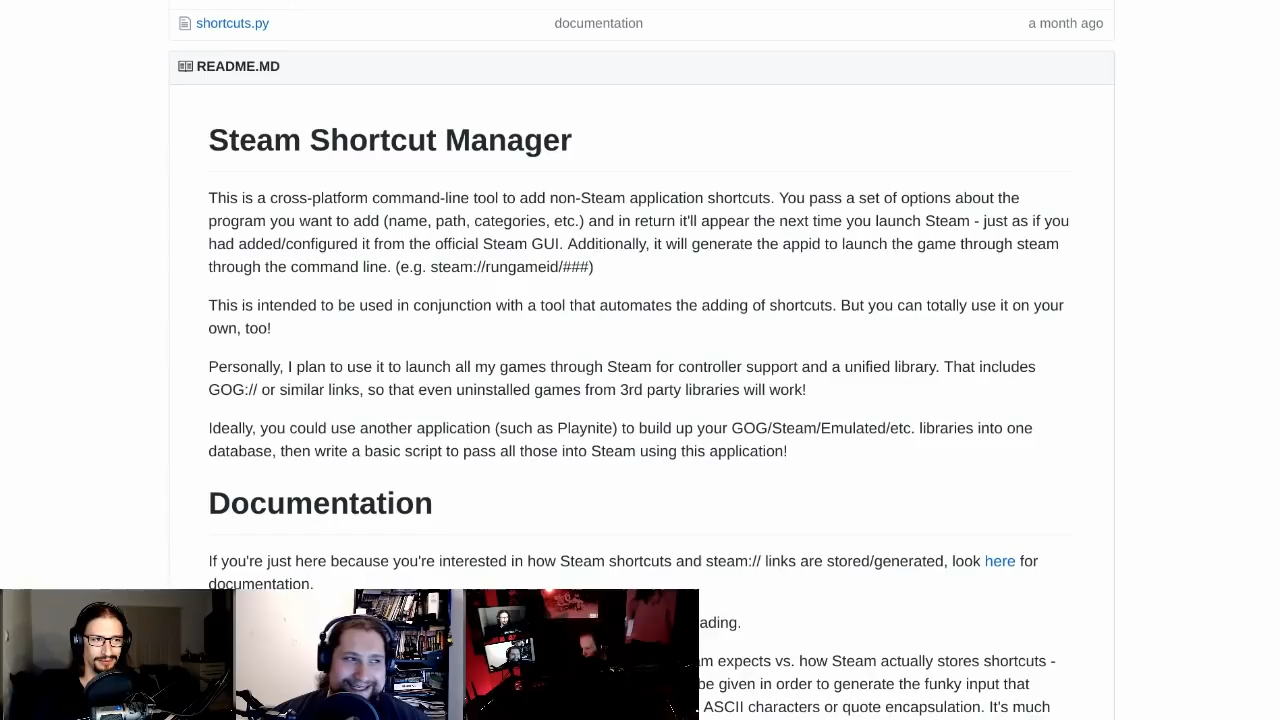 shortcuts.py documentation a month ago
README.MD
Steam Shortcut Manager
This is a cross-platform command-line tool to add non-Steam application shortcuts. You pass a set of options about the
program you want to add (name, path, categories, etc.) and in return it'll appear the next time you launch Steam - just as if you
had added/configured it from the official Steam GUI. Additionally, it will generate the appid to launch the game through steam
through the command line. (e.g. steam://rungameid/###)
This is intended to be used in conjunction with a tool that automates the adding of shortcuts. But you can totally use it on your
own, too!
Personally, I plan to use it to launch all my games through Steam for controller support and a unified library. That includes
GOG:// or similar links, so that even uninstalled games from 3rd party libraries will work!
Ideally, you could use another application (such as Playnite) to build up your GOG/Steam/Emulated/etc. libraries into one
database, then write a basic script to pass all those into Steam using this application!
Documentation
If you're just here because you're interested in how Steam shortcuts and steam:// links are stored/generated, look here for
documentation.
ading.
am expects vs. how Steam actually stores shortcuts -
be given in order to generate the funky input that
ASCII characters or quote encapsulation. It's much